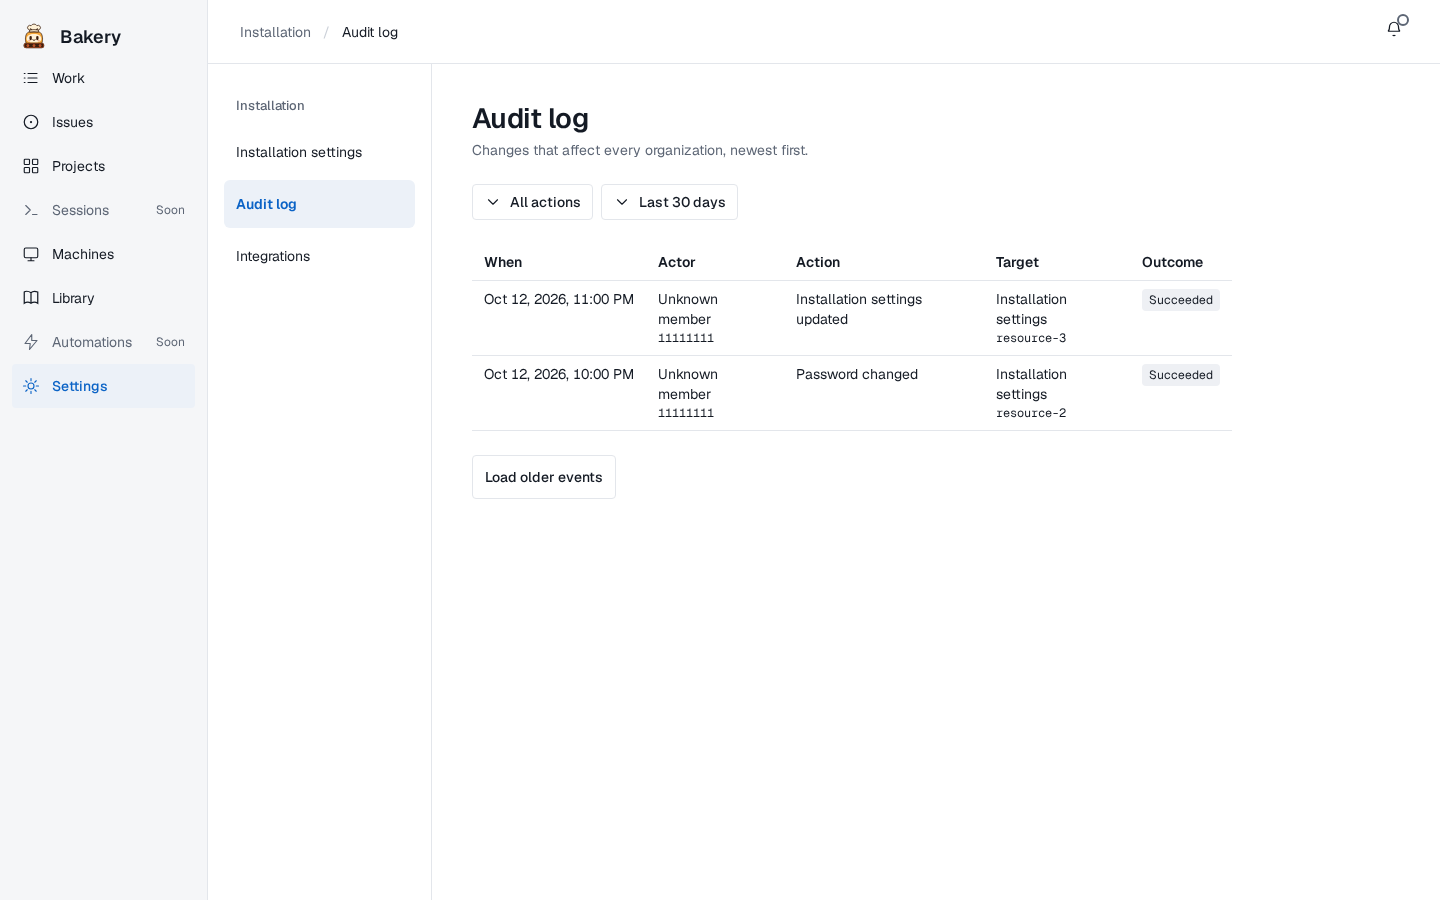 Bakery
Work
Issues
Projects
Sessions Soon
Machines
Library
Automations Soon
Settings
Installation / Audit log
Installation
Installation settings
Audit log
Integrations
Audit log
Changes that affect every organization, newest first.
All actions Last 30 days
When Actor Action Target Outcome
Oct 12, 2026, 11:00 PM Unknown Installation settings Installation Succeeded
member updated settings
11111111 resource-3
Oct 12, 2026, 10:00 PM Unknown Password changed Installation Succeeded
member settings
11111111 resource-2
Load older events